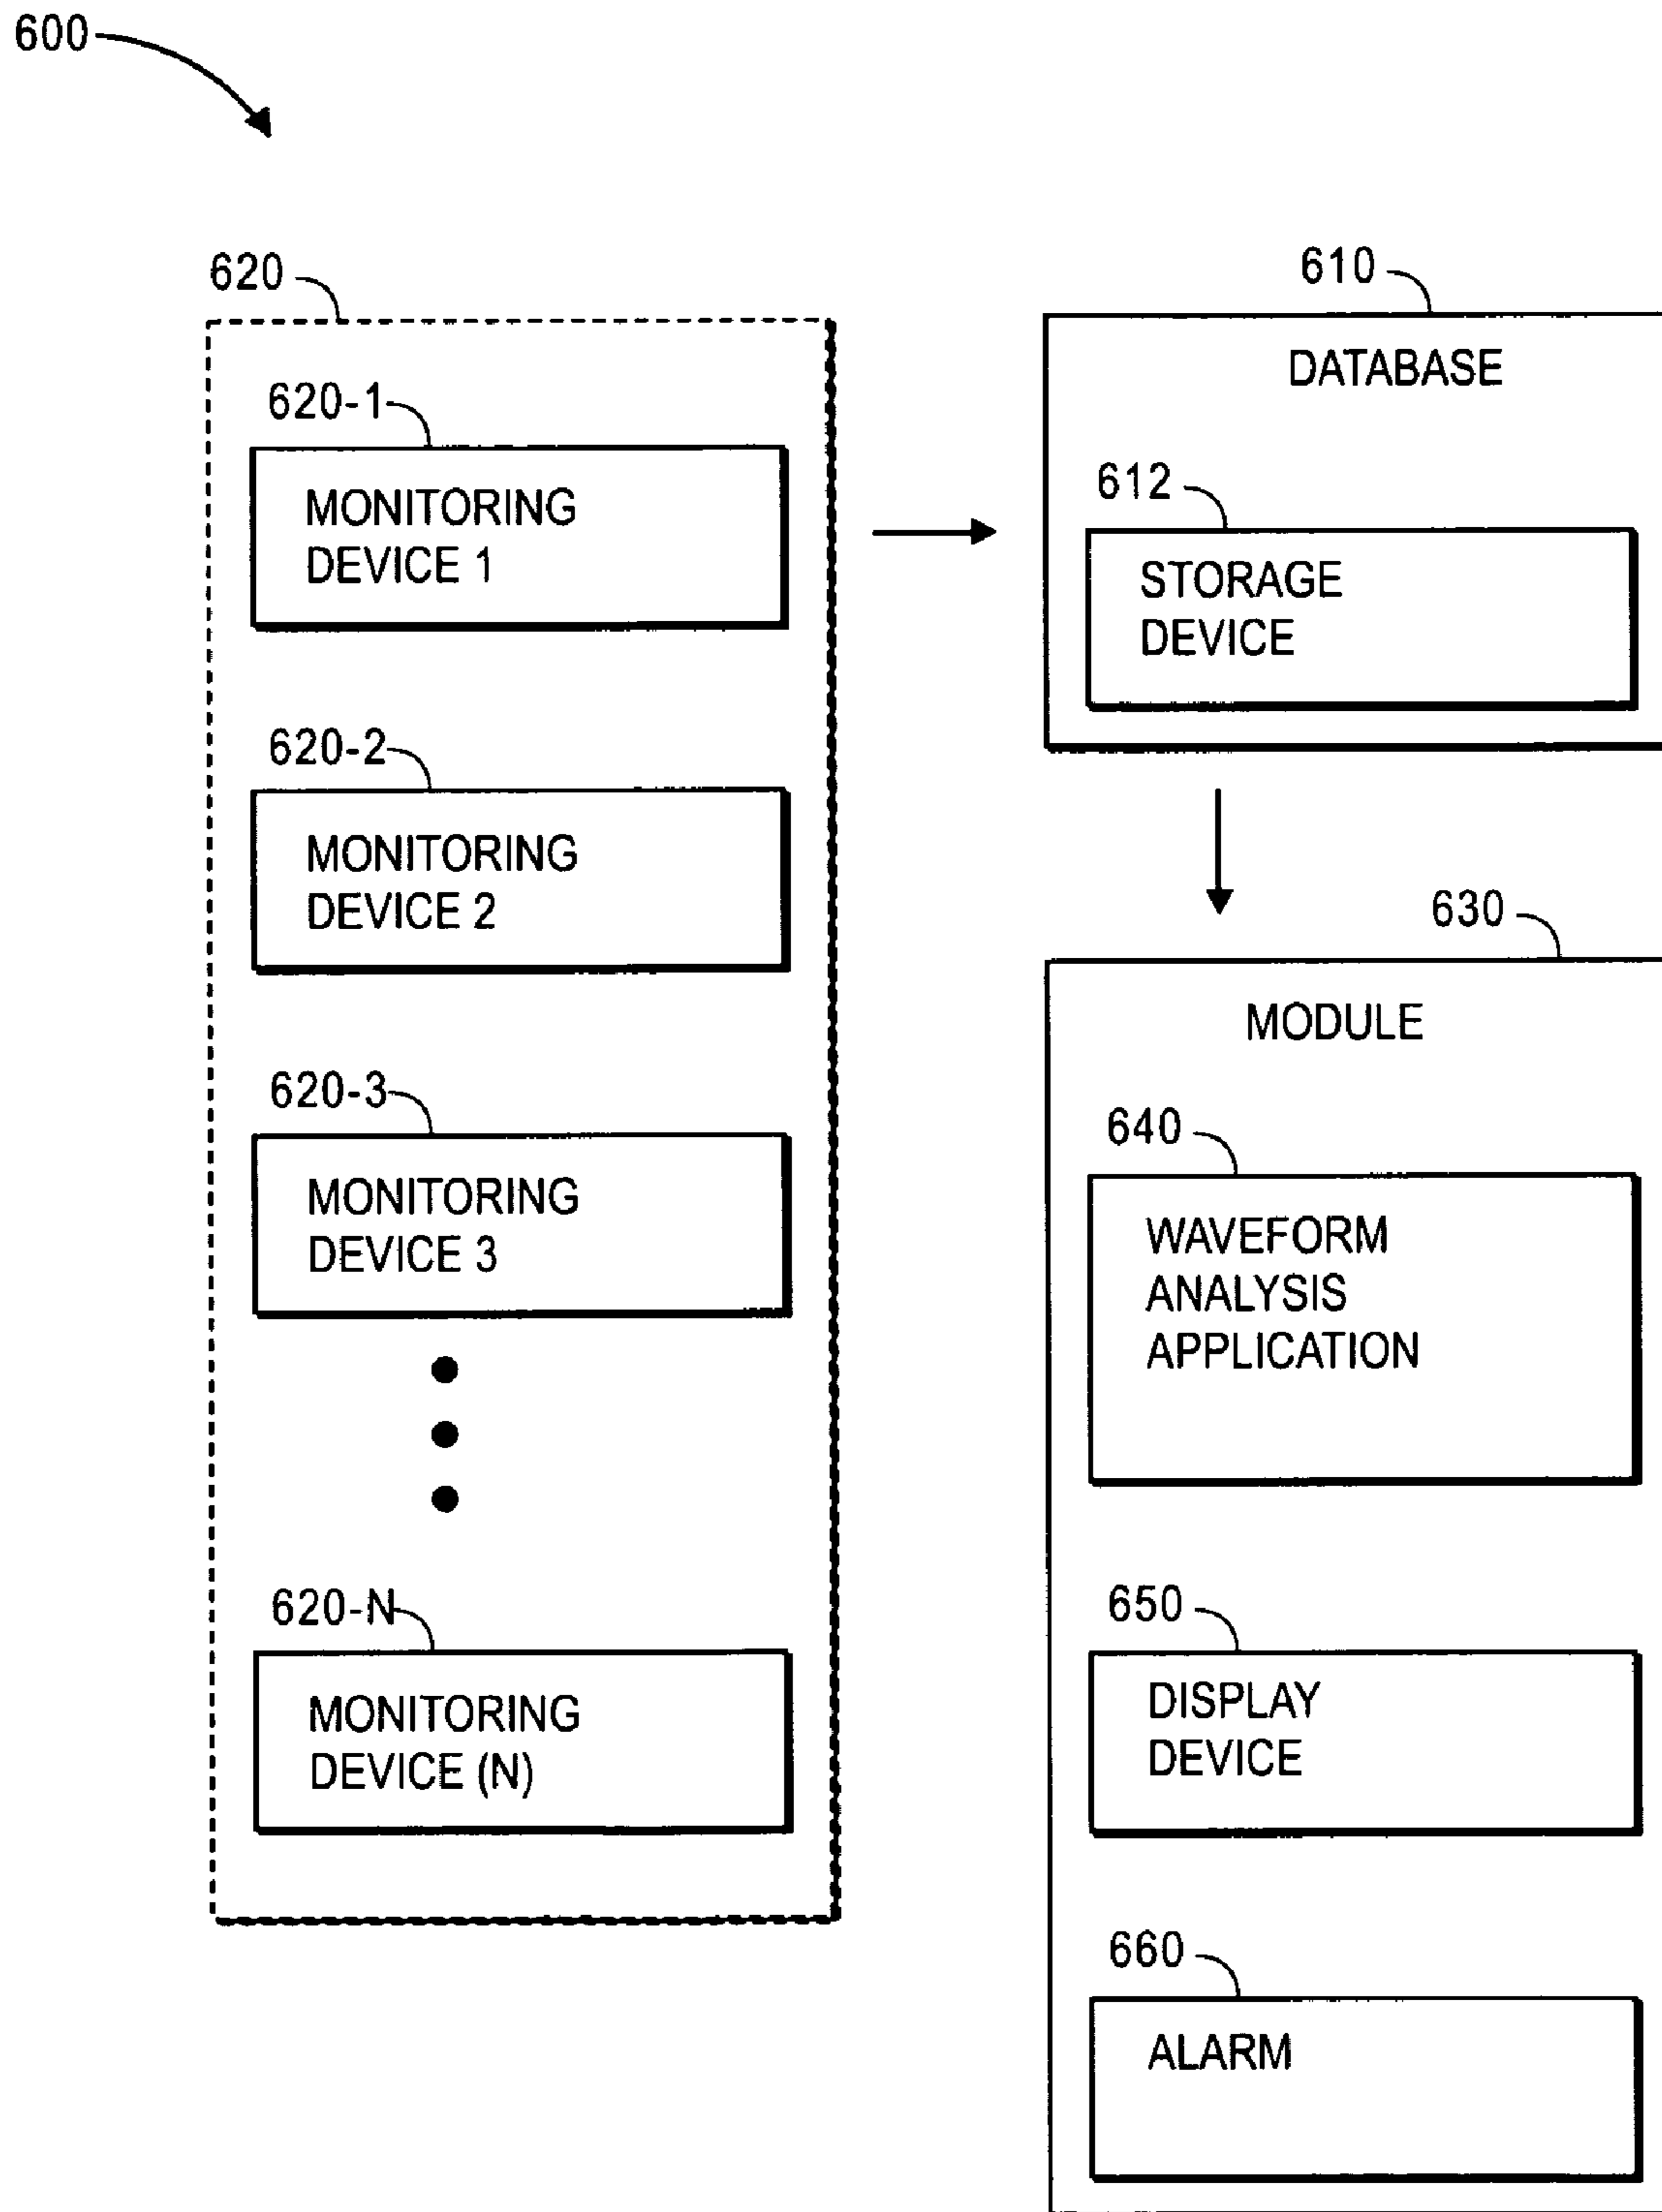 600
620
620-1
MONITORING
DEVICE 1
620-2
MONITORING
DEVICE 2
620-3
MONITORING
DEVICE 3
620-N
MONITORING
DEVICE (N)
610
DATABASE
612
STORAGE
DEVICE
630
MODULE
640
WAVEFORM
ANALYSIS
APPLICATION
650
DISPLAY
DEVICE
660
ALARM